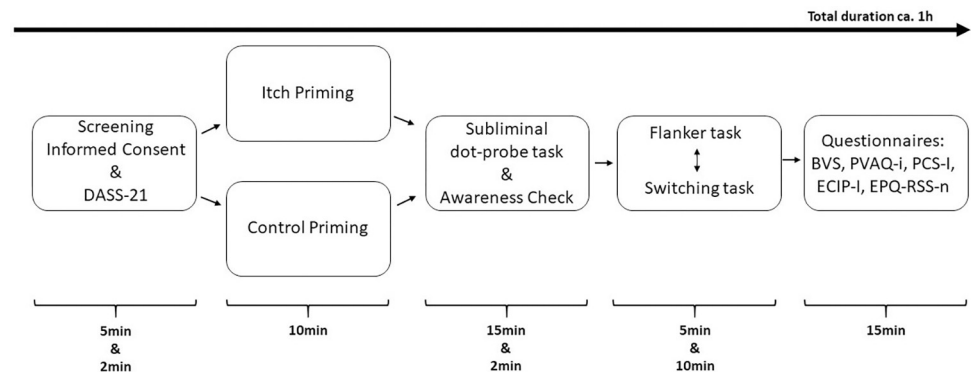 Total duration ca. 1h
Screening
Informed Consent
&
DASS-21
Itch Priming
Control Priming
Subliminal
dot-probe task
&
Awareness Check
Flanker task
Switching task
Questionnaires:
BVS, PVAQ-i, PCS-I,
ECIP-I, EPQ-RSS-n
5min
&
2min
10min
15min
&
2min
5min
&
10min
15min